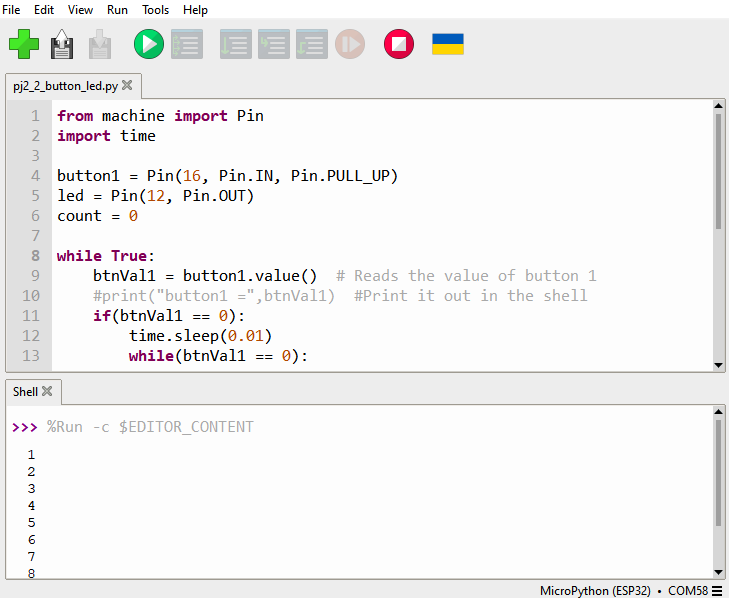 File Edit View Run Tools Help
pj2_2_button_led.py
1 from machine import Pin
2 import time
3
4 button1 = Pin(16, Pin.IN, Pin.PULL_UP)
5 led = Pin(12, Pin.OUT)
6 count = 0
7
8 while True:
9     btnVal1 = button1.value()  # Reads the value of button 1
10     #print("button1 =",btnVal1)  #Print it out in the shell
11     if(btnVal1 == 0):
12         time.sleep(0.01)
13         while(btnVal1 == 0):
Shell
>>> %Run -c $EDITOR_CONTENT
1
2
3
4
5
6
7
8
MicroPython (ESP32) • COM58